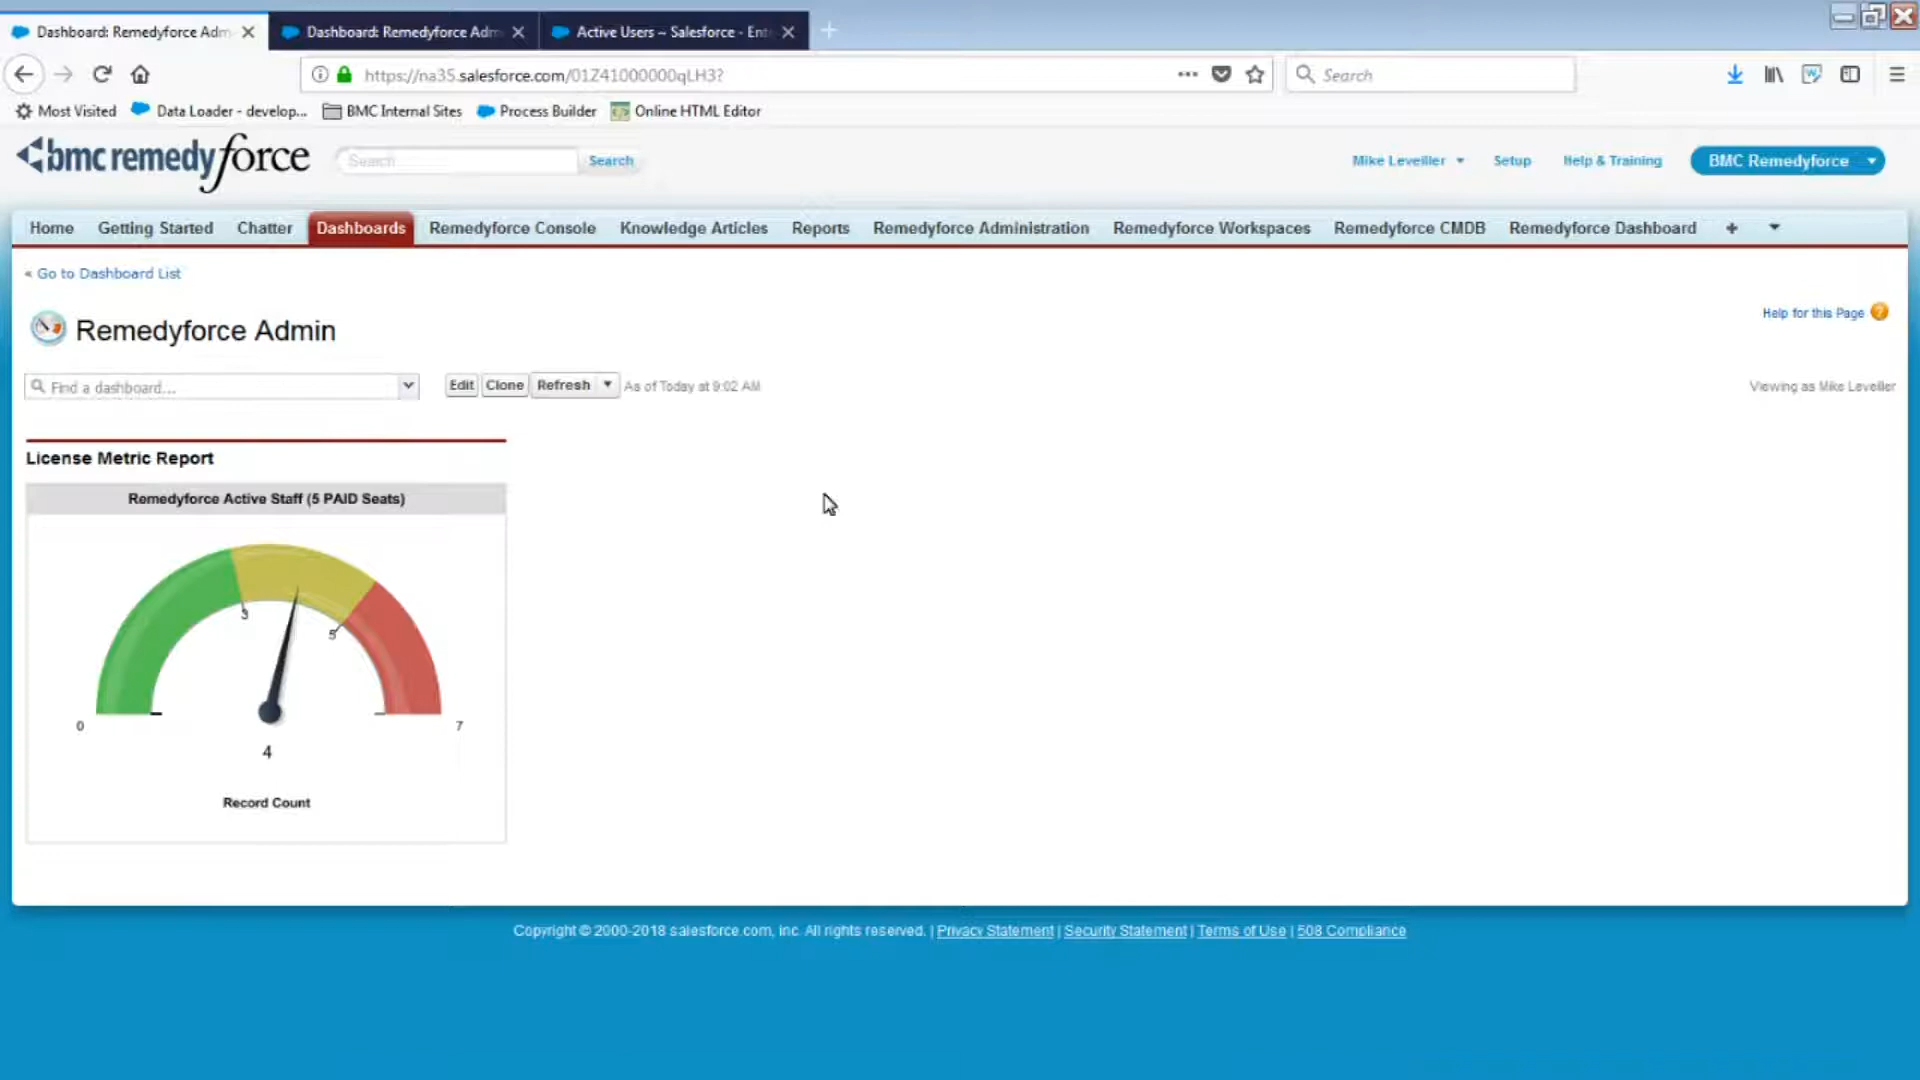 Dashboard: Remedyforce Adm
Dashboard: Remedyforce Adm
Active Users ~ Salesforce - Ent
https://na35.salesforce.com/01Z41000000qLH3?
Search
Most Visited
Data Loader - develop...
BMC Internal Sites
Process Builder
Online HTML Editor
bmc remedyforce
Search...
Search
Mike Leveiller
Setup
Help & Training
BMC Remedyforce
Home
Getting Started
Chatter
Dashboards
Remedyforce Console
Knowledge Articles
Reports
Remedyforce Administration
Remedyforce Workspaces
Remedyforce CMDB
Remedyforce Dashboard
+
« Go to Dashboard List
Help for this Page ?
Remedyforce Admin
Find a dashboard...
Edit
Clone
Refresh
As of Today at 9:02 AM
Viewing as Mike Leveiller
License Metric Report
Remedyforce Active Staff (5 PAID Seats)
3
5
0
7
4
Record Count
Copyright © 2000-2018 salesforce.com, inc. All rights reserved. | Privacy Statement | Security Statement | Terms of Use | 508 Compliance